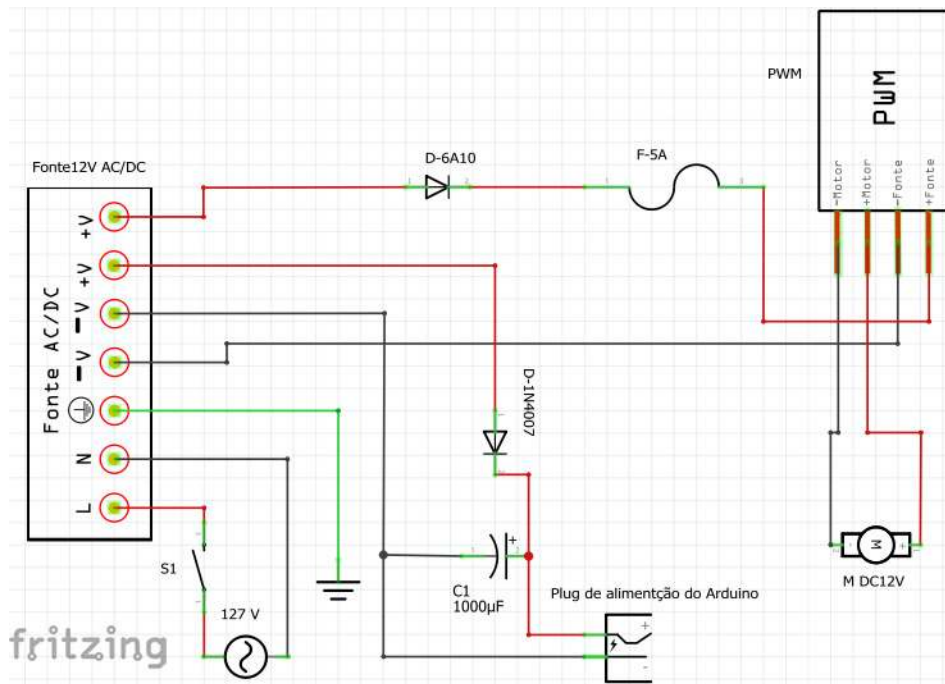 PWM
PWM
-Motor
+Motor
-Fonte
+Fonte
D-6A10
F-5A
Fonte12V AC/DC
Fonte AC/DC
+V
+V
-V
-V
N
L
D-1N4007
S1
127 V
+
C1
1000µF
Plug de alimentção do Arduino
+
-
-
M
+
M DC12V
fritzing